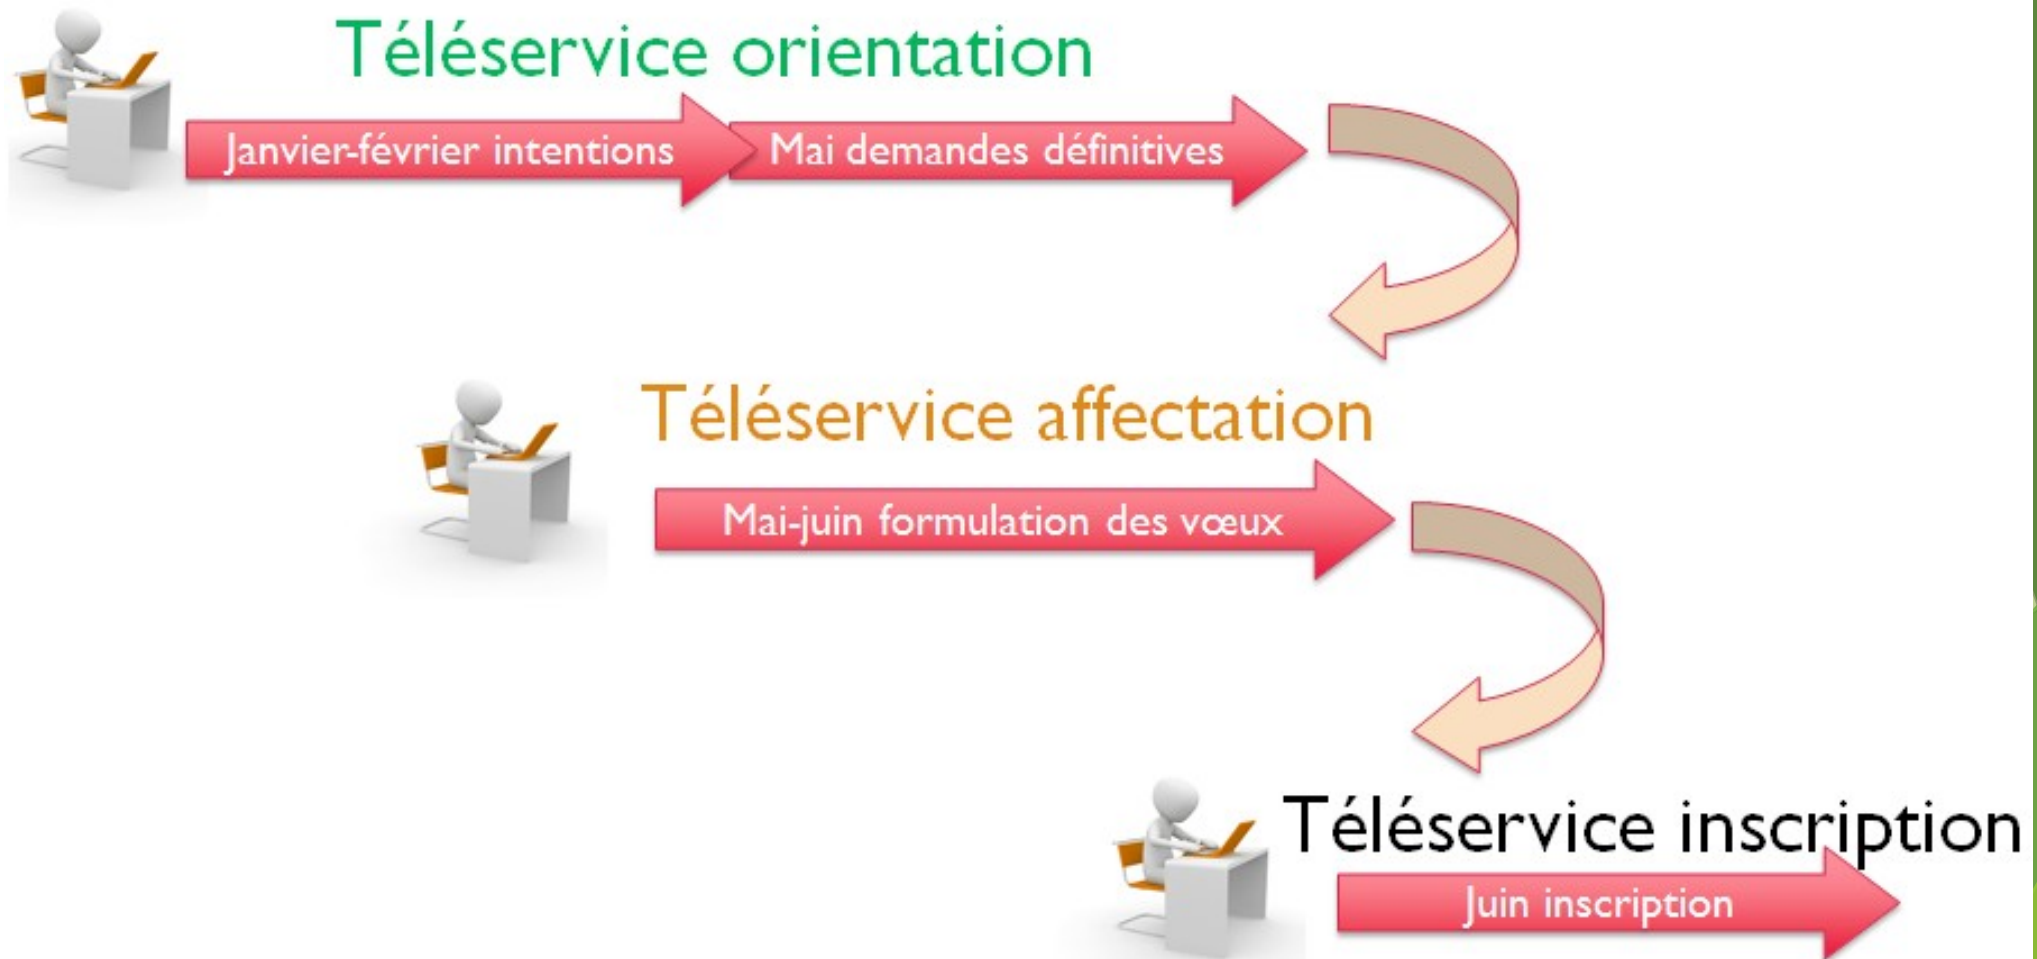 Téléservice orientation
Janvier-février intentions
Mai demandes définitives
Téléservice affectation
Mai-juin formulation des vœux
Téléservice inscription
Juin inscription